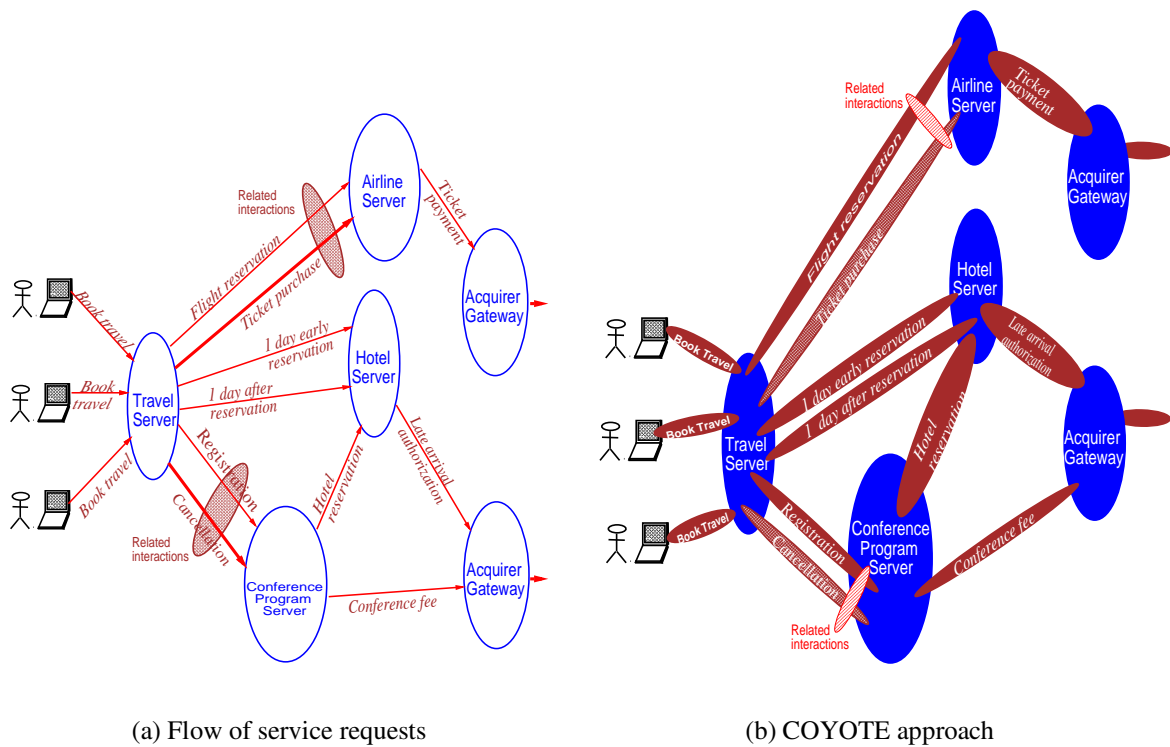 Related
interactions
Airline
Server
Ticket
payment
Flight reservation
Ticket purchase
Acquirer
Gateway
Book travel
Book
travel
Book travel
Travel
Server
1 day early
reservation
1 day after
reservation
Hotel
Server
Registration
Cancellation
Related
interactions
Hotel
reservation
Late arrival
authorization
Conference
Program
Server
Conference fee
Acquirer
Gateway
(a) Flow of service requests
Related
interactions
Airline
Server
Ticket
payment
Acquirer
Gateway
Flight reservation
Ticket purchase
Hotel
Server
Late arrival
authorization
Book Travel
Book Travel
Book Travel
Travel
Server
1 day early reservation
1 day after reservation
Hotel
reservation
Acquirer
Gateway
Registration
Cancellation
Conference
Program
Server
Conference fee
Related
interactions
(b) COYOTE approach